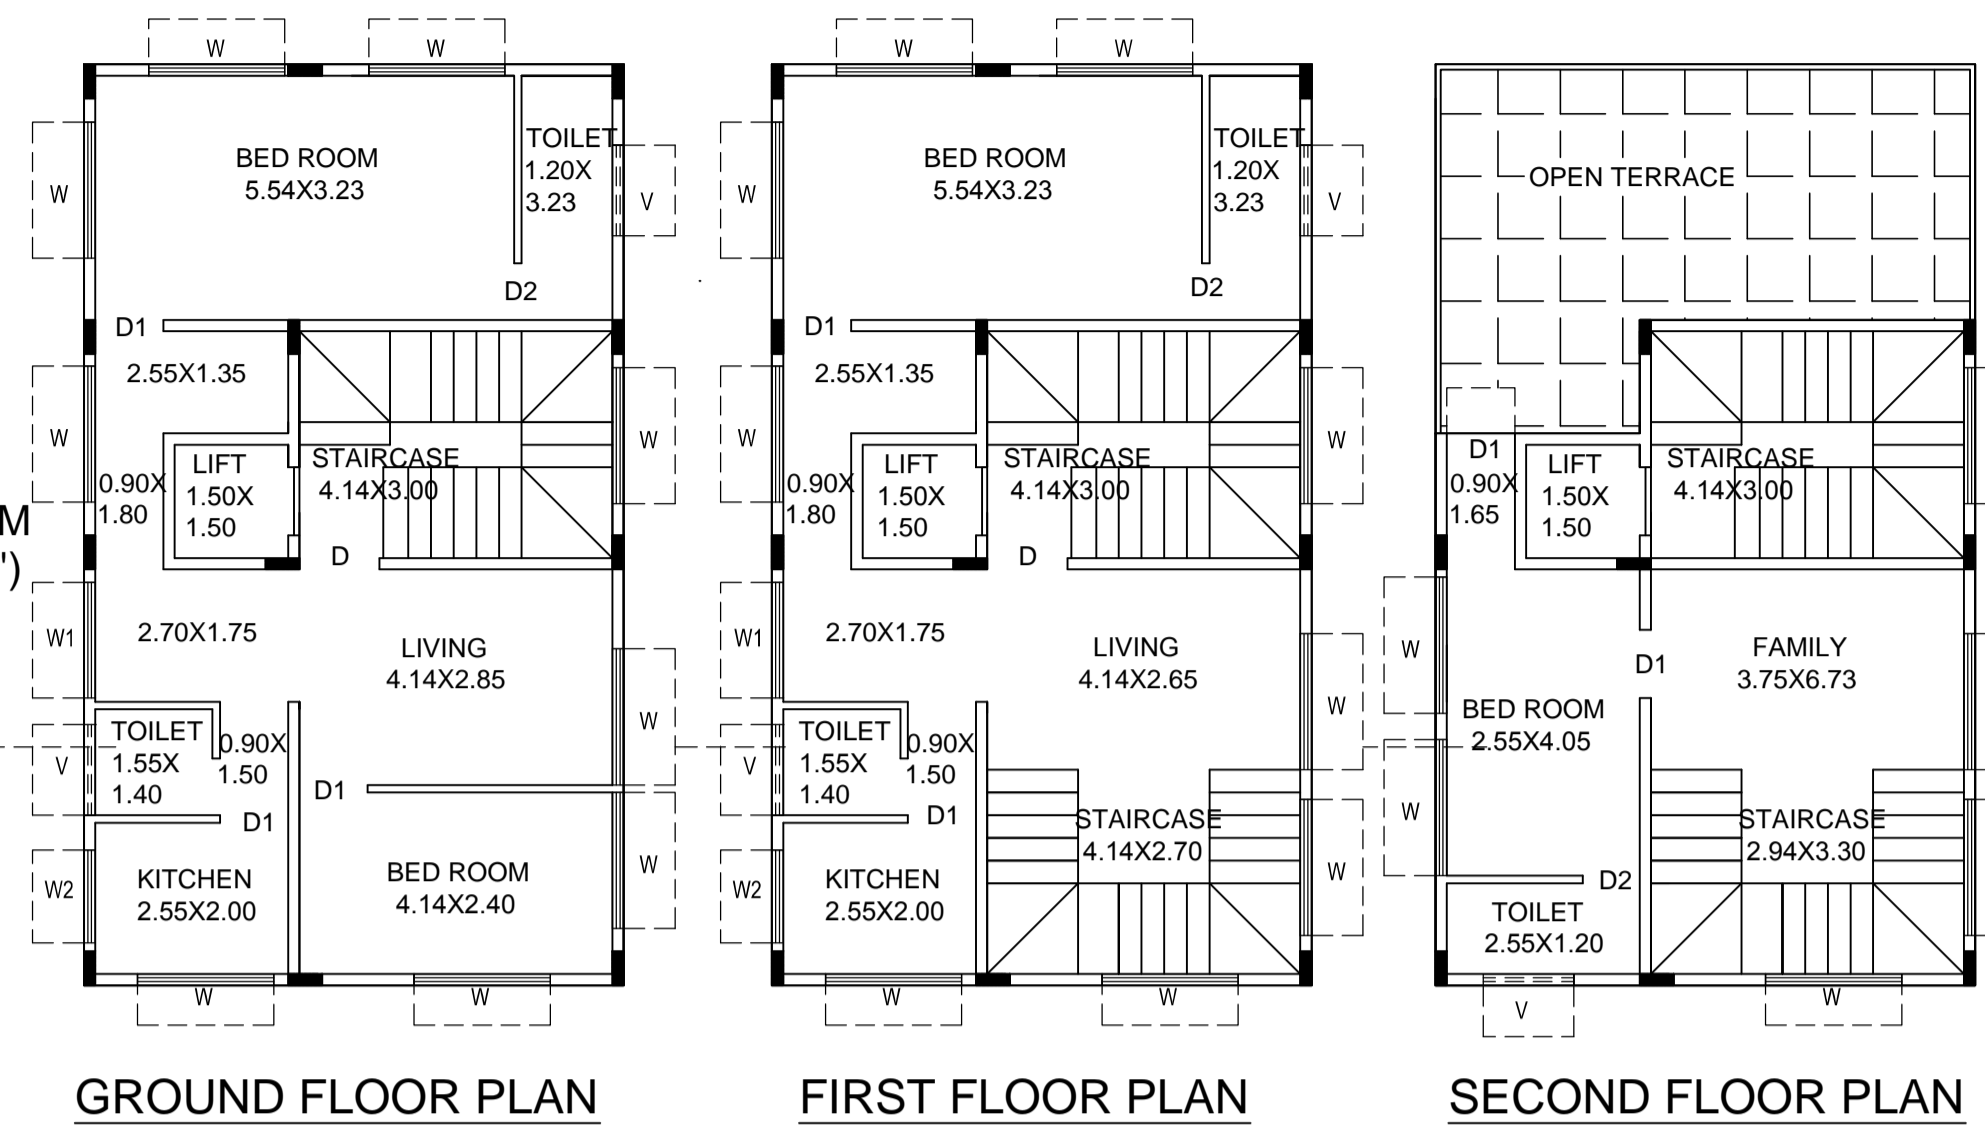 W
W
BED ROOM
5.54X3.23
TOILET
1.20X
3.23
W
V
D2
D1
2.55X1.35
W
LIFT
1.50X
1.50
STAIRCASE
4.14X3.00
W
0.90X
1.80
M
")
D
W1
2.70X1.75
LIVING
4.14X2.85
W
TOILET
1.55X
1.40
0.90X
1.50
V
D1
D1
W2
KITCHEN
2.55X2.00
BED ROOM
4.14X2.40
W
W
W
GROUND FLOOR PLAN
W
W
BED ROOM
5.54X3.23
TOILET
1.20X
3.23
W
V
D2
D1
2.55X1.35
W
LIFT
1.50X
1.50
STAIRCASE
4.14X3.00
W
0.90X
1.80
D
W1
2.70X1.75
LIVING
4.14X2.65
W
TOILET
1.55X
1.40
0.90X
1.50
V
D1
STAIRCASE
4.14X2.70
W2
KITCHEN
2.55X2.00
W
W
W
FIRST FLOOR PLAN
OPEN TERRACE
D1
0.90X
1.65
LIFT
1.50X
1.50
STAIRCASE
4.14X3.00
W
D1
FAMILY
3.75X6.73
BED ROOM
2.55X4.05
W
STAIRCASE
2.94X3.30
D2
TOILET
2.55X1.20
V
W
SECOND FLOOR PLAN